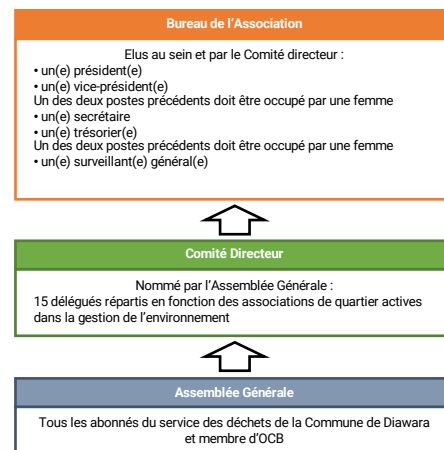 Bureau de l'Association
Elus au sein et par le Comité directeur :
• un(e) président(e)
• un(e) vice-président(e)
Un des deux postes précédents doit être occupé par une femme
• un(e) secrétaire
• un(e) trésorier(e)
Un des deux postes précédents doit être occupé par une femme
• un(e) surveillant(e) général(e)
Comité Directeur
Nommé par l'Assemblée Générale :
15 délégués répartis en fonction des associations de quartier actives
dans la gestion de l'environnement
Assemblée Générale
Tous les abonnés du service des déchets de la Commune de Diawara
et membre d'OCB